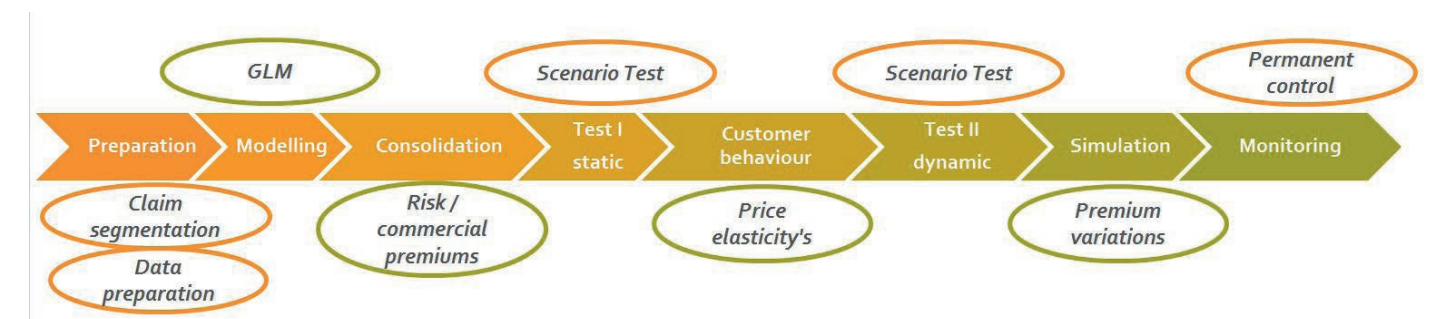 GLM
Scenario Test
Scenario Test
Permanent
control
Preparation
Modelling
Consolidation
Test I
static
Customer
behaviour
Test II
dynamic
Simulation
Monitoring
Claim
segmentation
Data
preparation
Risk /
commercial
premiums
Price
elasticity's
Premium
variations